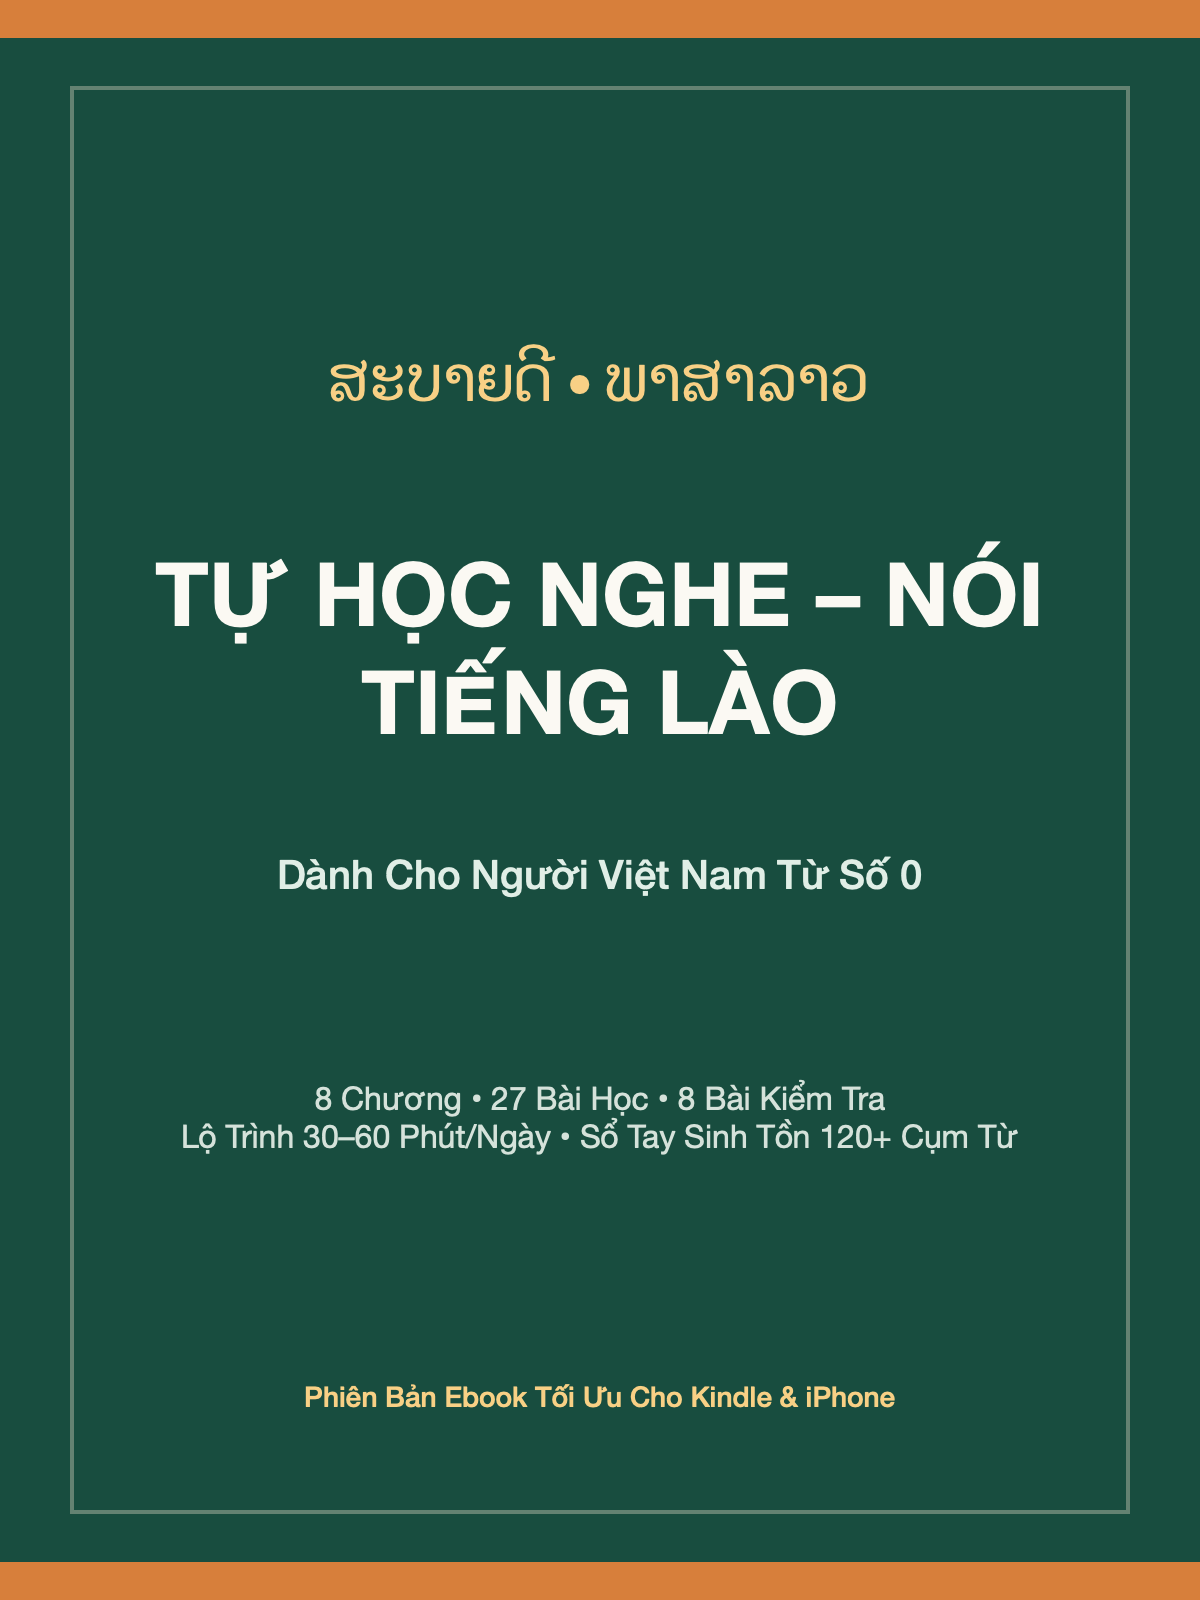 ສະບາຍດີ • ພາສາລາວ
TỰ HỌC NGHE – NÓI
TIẾNG LÀO
Dành Cho Người Việt Nam Từ Số 0
8 Chương • 27 Bài Học • 8 Bài Kiểm Tra
Lộ Trình 30–60 Phút/Ngày • Sổ Tay Sinh Tồn 120+ Cụm Từ
Phiên Bản Ebook Tối Ưu Cho Kindle & iPhone